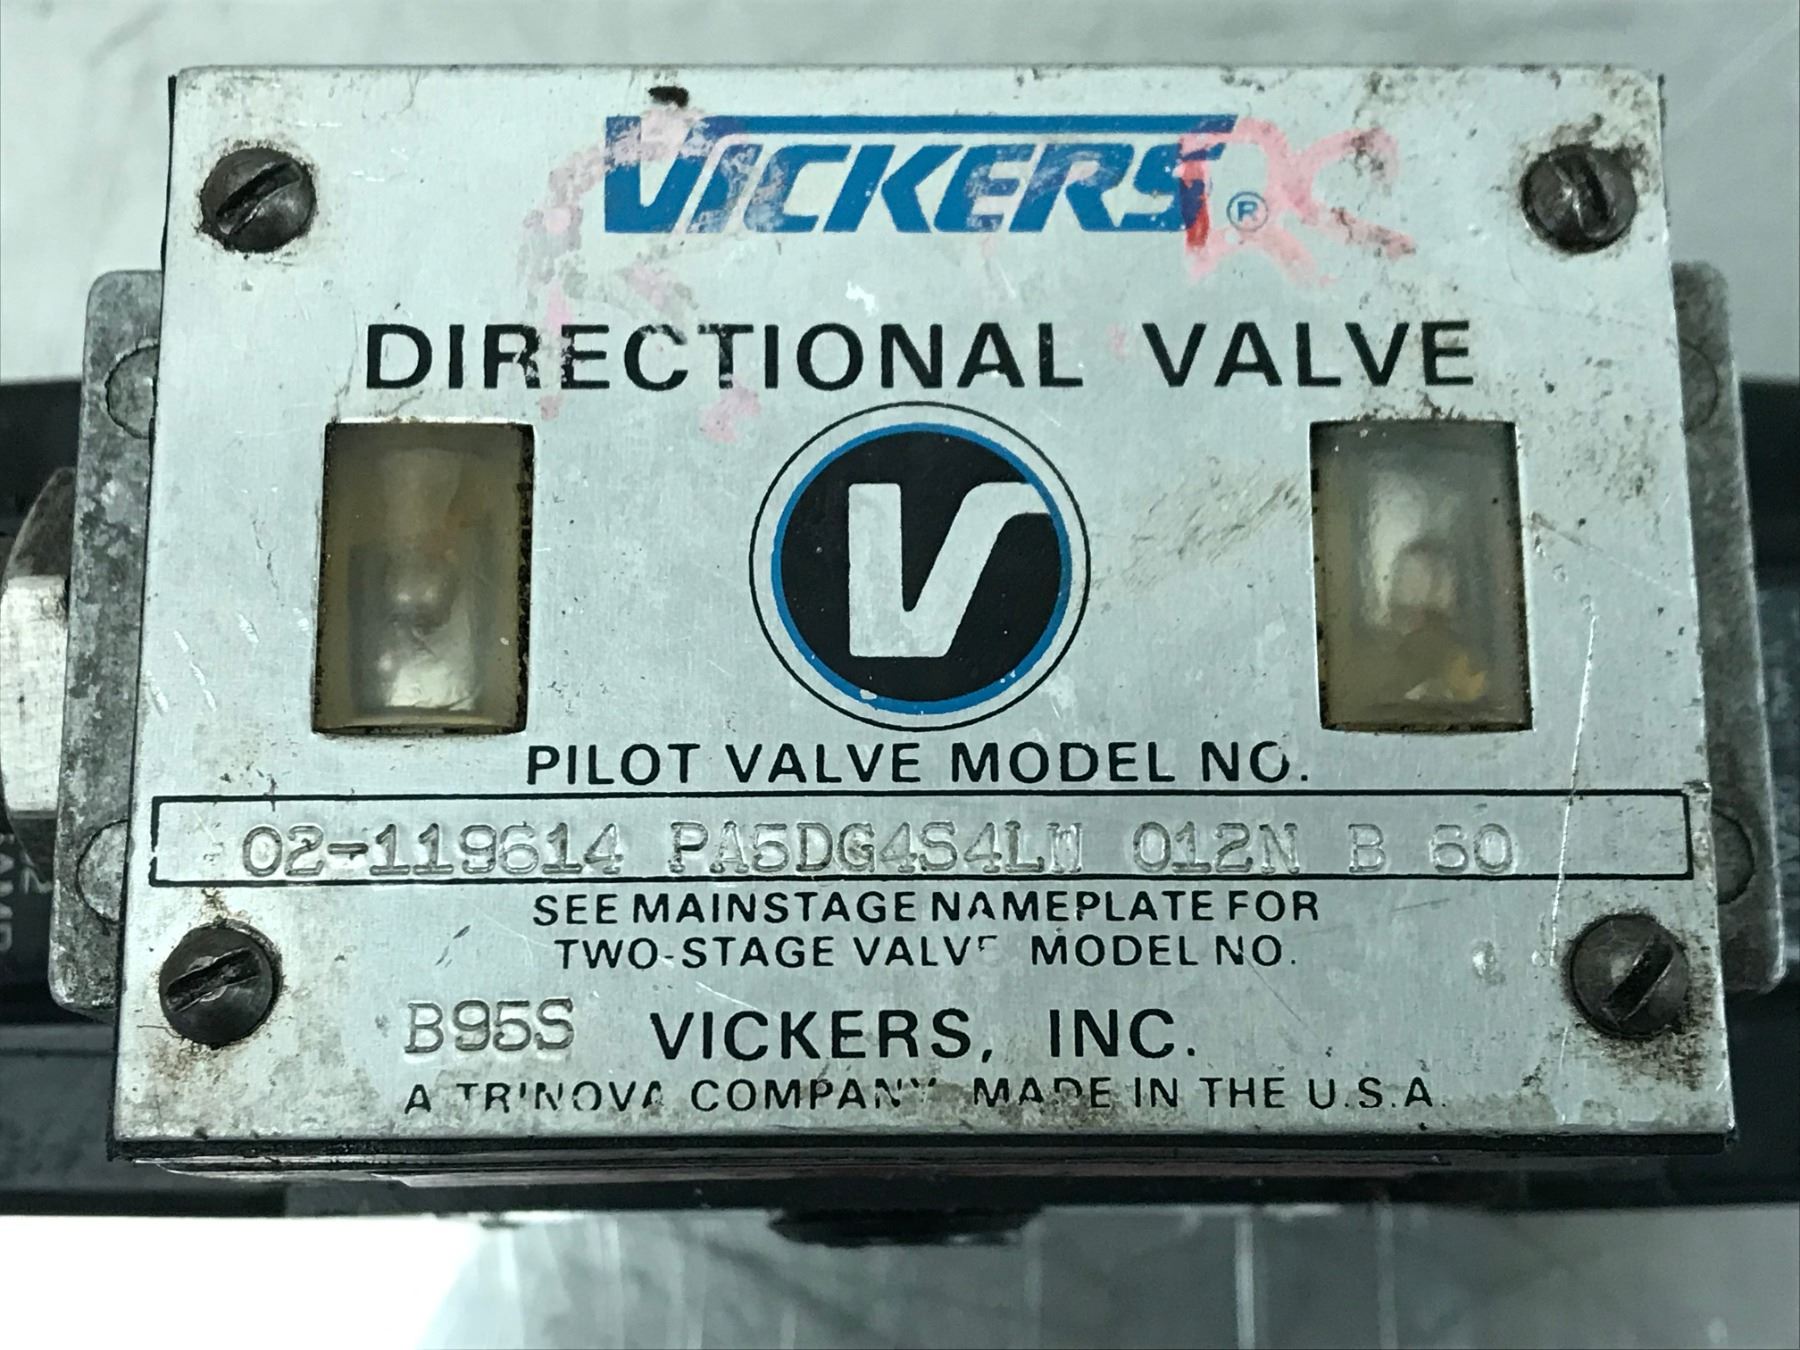 VICKERS®
DIRECTIONAL VALVE
V
PILOT VALVE MODEL NO.
02-119614 PA5DG4S4LW 012N B 60
SEE MAINSTAGE NAMEPLATE FOR
TWO-STAGE VALVE MODEL NO.
B95S VICKERS, INC.
A TRINOVA COMPANY MADE IN THE U.S.A.